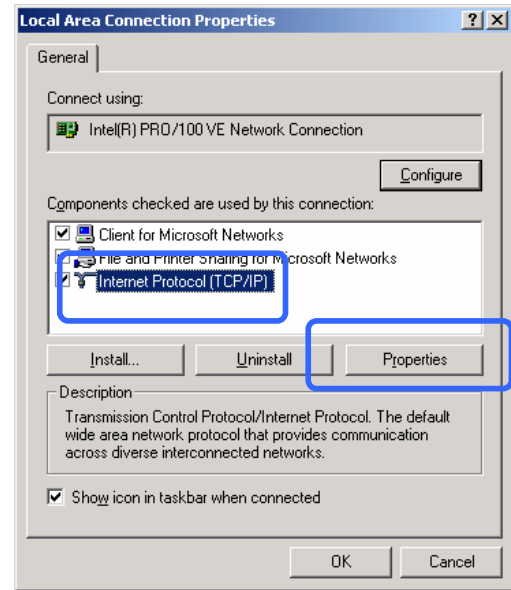 Local Area Connection Properties
General
Connect using:
Intel(R) PRO/100 VE Network Connection
Configure
Components checked are used by this connection:
Client for Microsoft Networks
File and Printer Sharing for Microsoft Networks
Internet Protocol (TCP/IP)
Install... Uninstall Properties
Description
Transmission Control Protocol/Internet Protocol. The default
wide area network protocol that provides communication
across diverse interconnected networks.
Show icon in taskbar when connected
OK Cancel